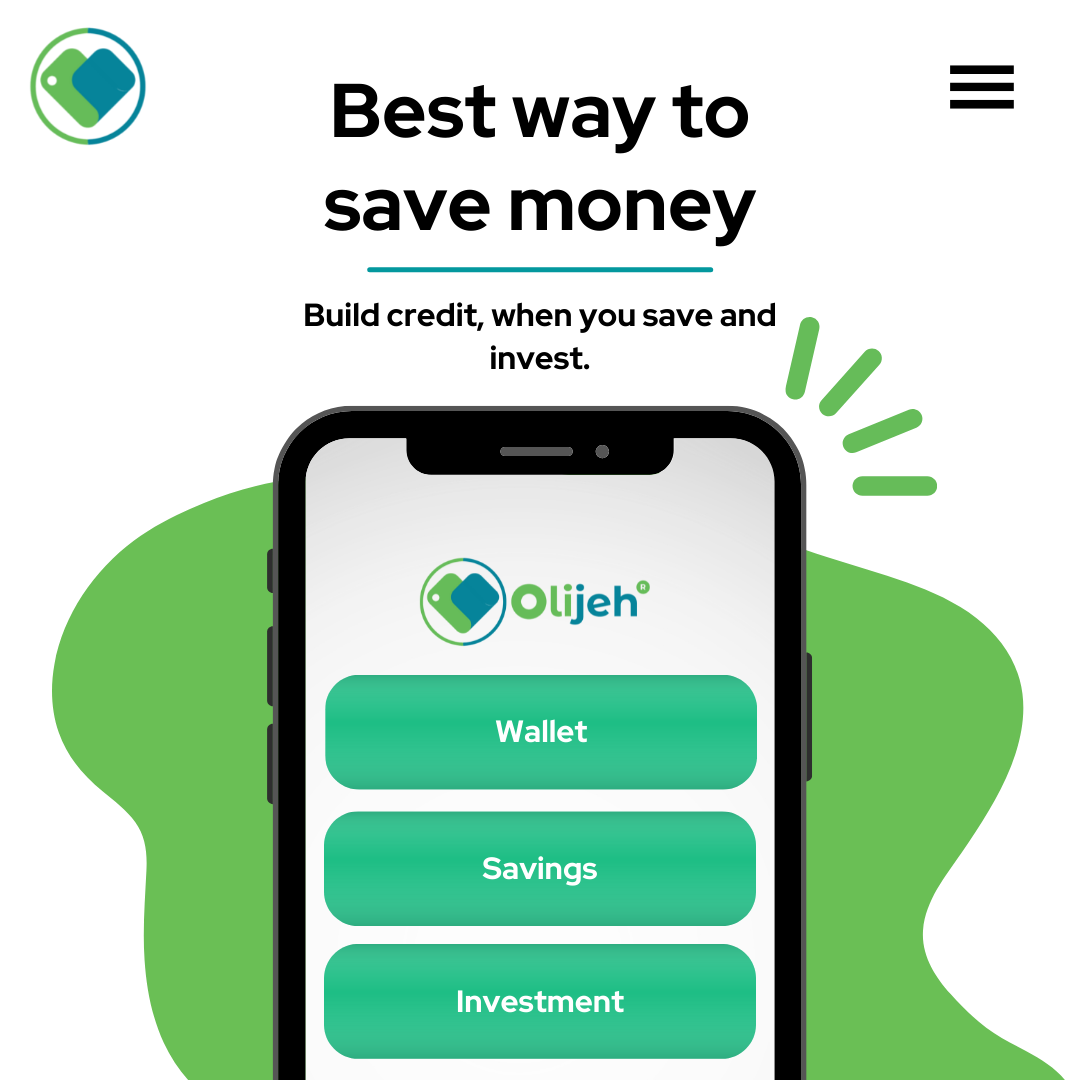 Best way to
save money
Build credit, when you save and
invest.
Olijeh®
Wallet
Savings
Investment